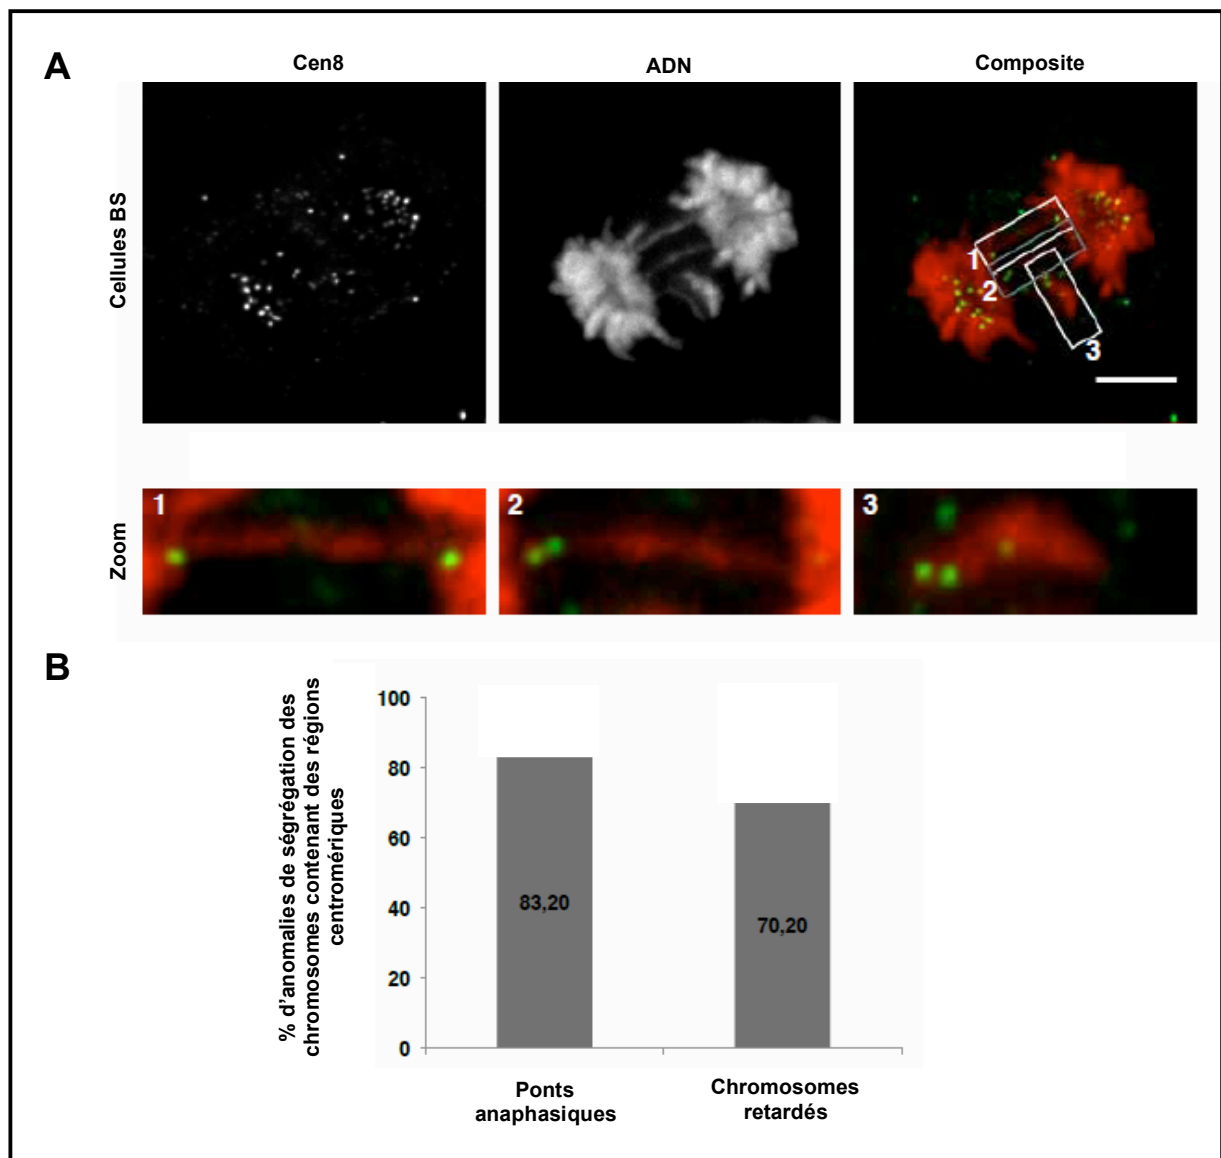 A
Cen8
ADN
Composite
Cellules BS
1
2
3
Zoom
1
2
3
B
% d'anomalies de ségrégation des
chromosomes contenant des régions
centromériques
100
80
60
40
20
0
83,20
70,20
Ponts
anaphasiques
Chromosomes
retardés